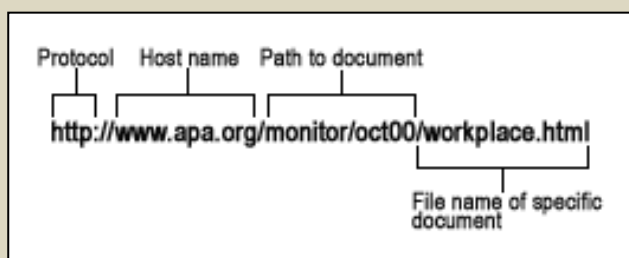 Protocol Host name Path to document
http://www.apa.org/monitor/oct00/workplace.html
File name of specific
document